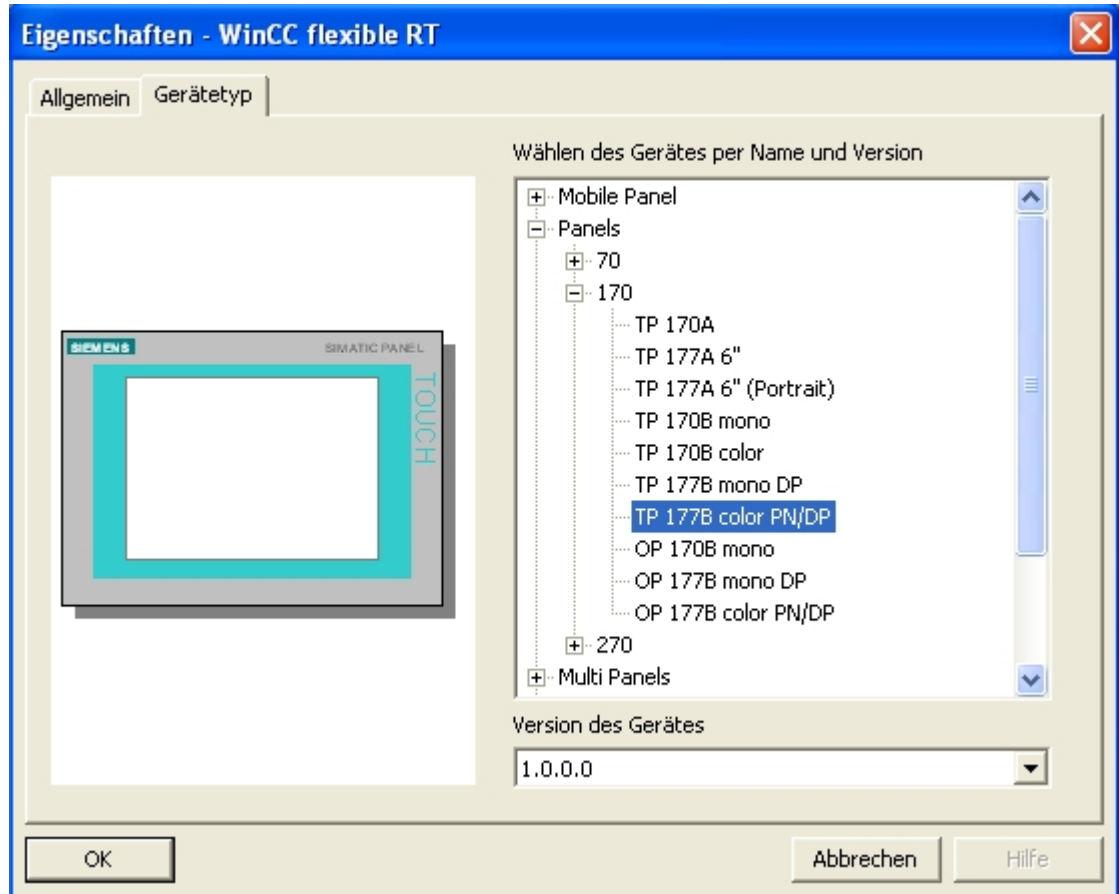 Eigenschaften - WinCC flexible RT
Allgemein
Gerätetyp
Wählen des Gerätes per Name und Version
Mobile Panel
Panels
70
170
TP 170A
TP 177A 6"
TP 177A 6" (Portrait)
TP 170B mono
TP 170B color
TP 177B mono DP
TP 177B color PN/DP
OP 170B mono
OP 177B mono DP
OP 177B color PN/DP
270
Multi Panels
SIEMENS
SIMATIC PANEL
TOUCH
Version des Gerätes
1.0.0.0
OK
Abbrechen
Hilfe